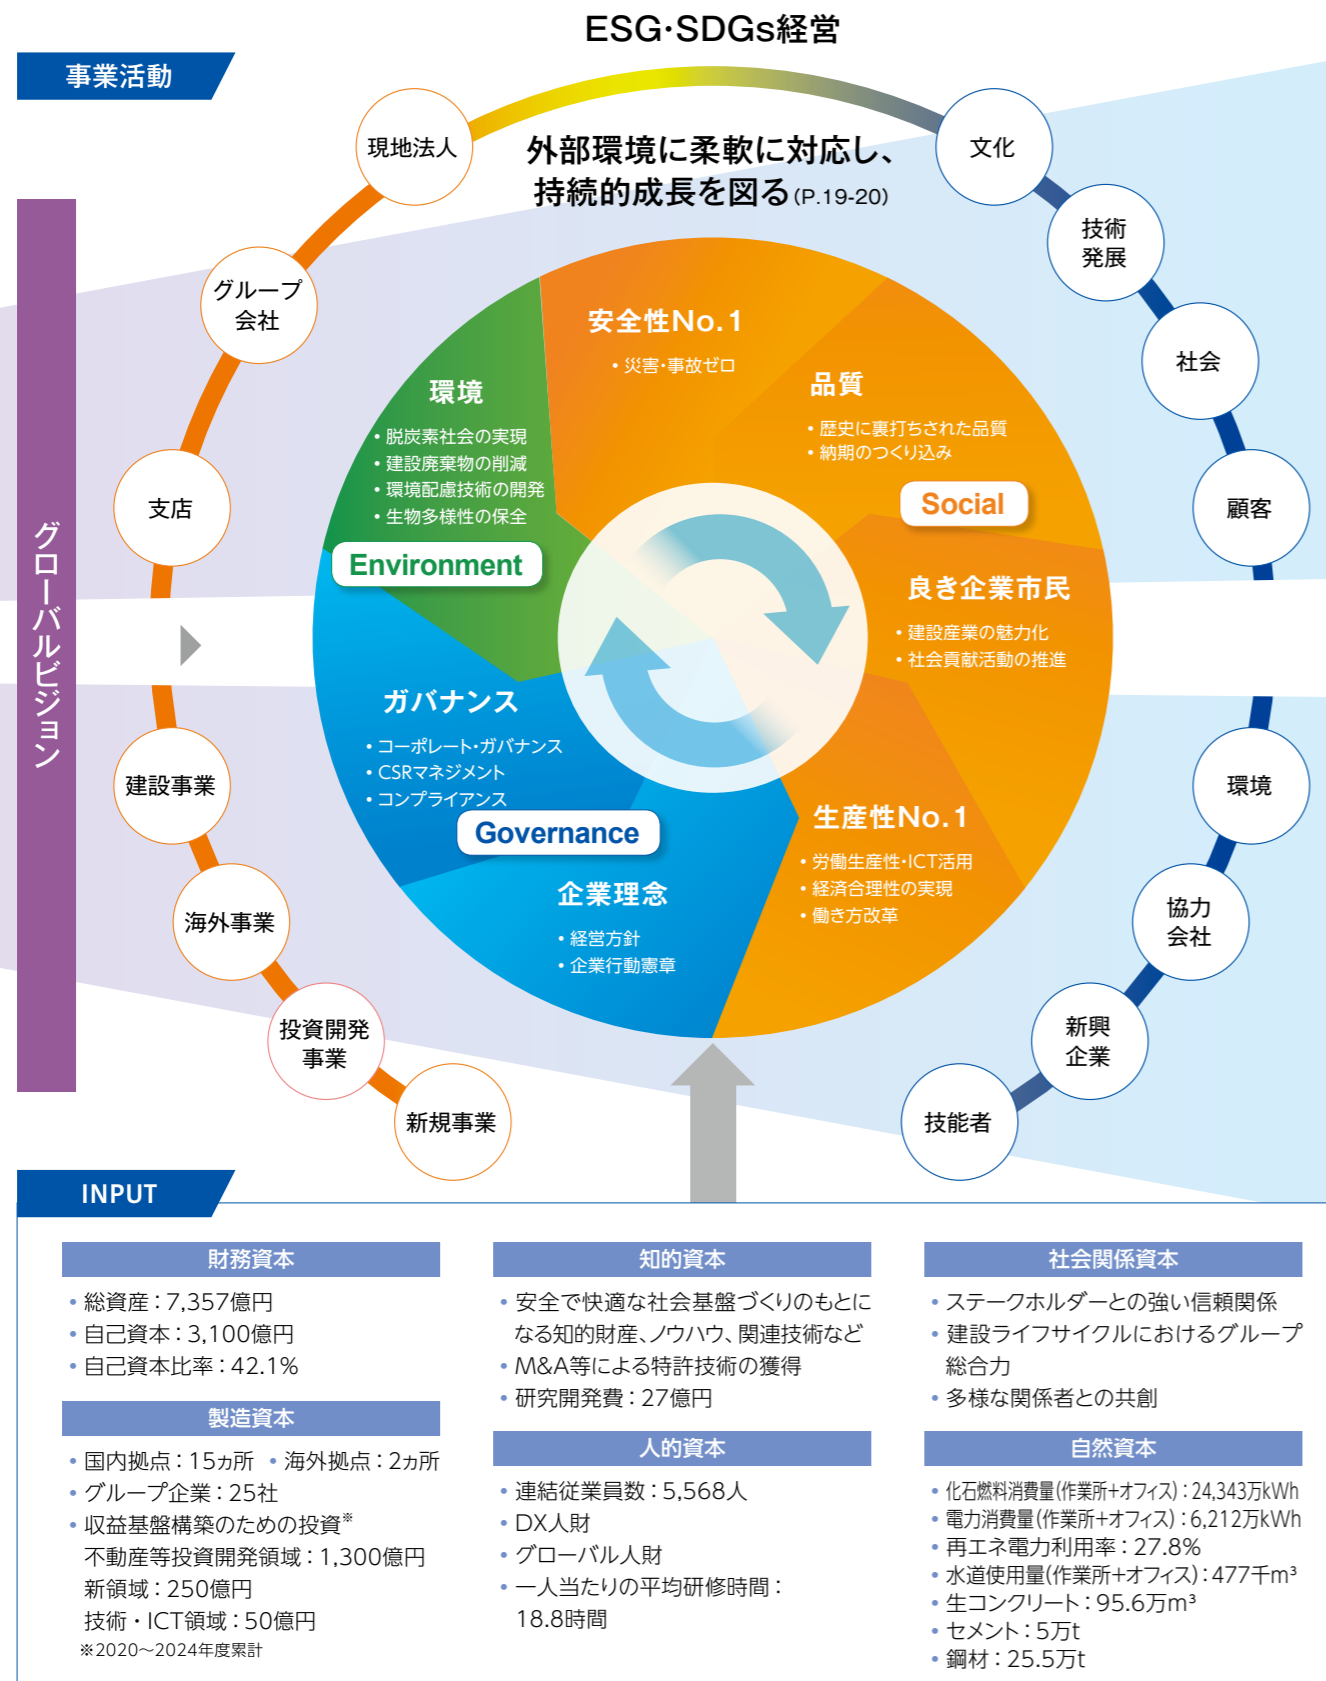 ESG・SDGs経営
事業活動
外部環境に柔軟に対応し、
持続的成長を図る(P.19-20)
グローバルビジョン
現地法人
グループ
会社
支店
建設事業
海外事業
投資開発
事業
新規事業
文化
技術
発展
社会
顧客
環境
協力
会社
新興
企業
技能者
安全性No.1
• 災害・事故ゼロ
品質
• 歴史に裏打ちされた品質
• 納期のつくり込み
Social
良き企業市民
• 建設産業の魅力化
• 社会貢献活動の推進
生産性No.1
• 労働生産性・ICT活用
• 経済合理性の実現
• 働き方改革
企業理念
• 経営方針
• 企業行動憲章
Governance
ガバナンス
• コーポレート・ガバナンス
• CSRマネジメント
• コンプライアンス
環境
• 脱炭素社会の実現
• 建設廃棄物の削減
• 環境配慮技術の開発
• 生物多様性の保全
Environment
INPUT
財務資本
• 総資産：7,357億円
• 自己資本：3,100億円
• 自己資本比率：42.1%
製造資本
• 国内拠点：15ヵ所 • 海外拠点：2ヵ所
• グループ企業：25社
• 収益基盤構築のための投資※
不動産等投資開発領域：1,300億円
新領域：250億円
技術・ICT領域：50億円
※2020〜2024年度累計
知的資本
• 安全で快適な社会基盤づくりのもとに
なる知的財産、ノウハウ、関連技術など
• M&A等による特許技術の獲得
• 研究開発費：27億円
人的資本
• 連結従業員数：5,568人
• DX人財
• グローバル人財
• 一人当たりの平均研修時間：
18.8時間
社会関係資本
• ステークホルダーとの強い信頼関係
• 建設ライフサイクルにおけるグループ
総合力
• 多様な関係者との共創
自然資本
• 化石燃料消費量(作業所+オフィス)：24,343万kWh
• 電力消費量(作業所+オフィス)：6,212万kWh
• 再エネ電力利用率：27.8%
• 水道使用量(作業所+オフィス)：477千m³
• 生コンクリート：95.6万m³
• セメント：5万t
• 鋼材：25.5万t